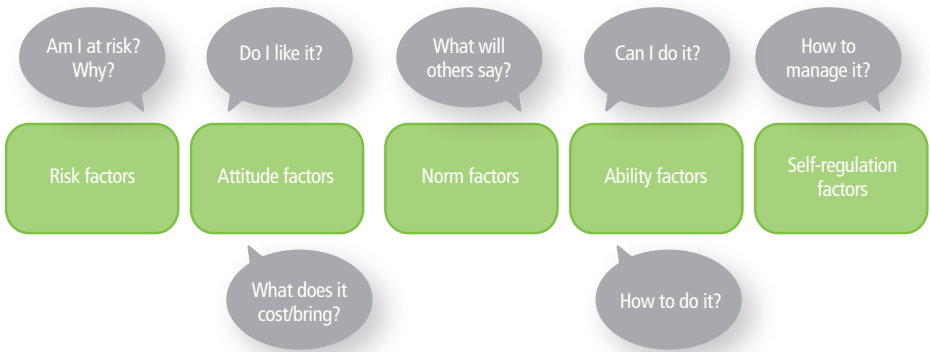 Am I at risk?
Why?
Do I like it?
What will
others say?
Can I do it?
How to
manage it?
Risk factors
Attitude factors
Norm factors
Ability factors
Self-regulation
factors
What does it
cost/bring?
How to do it?